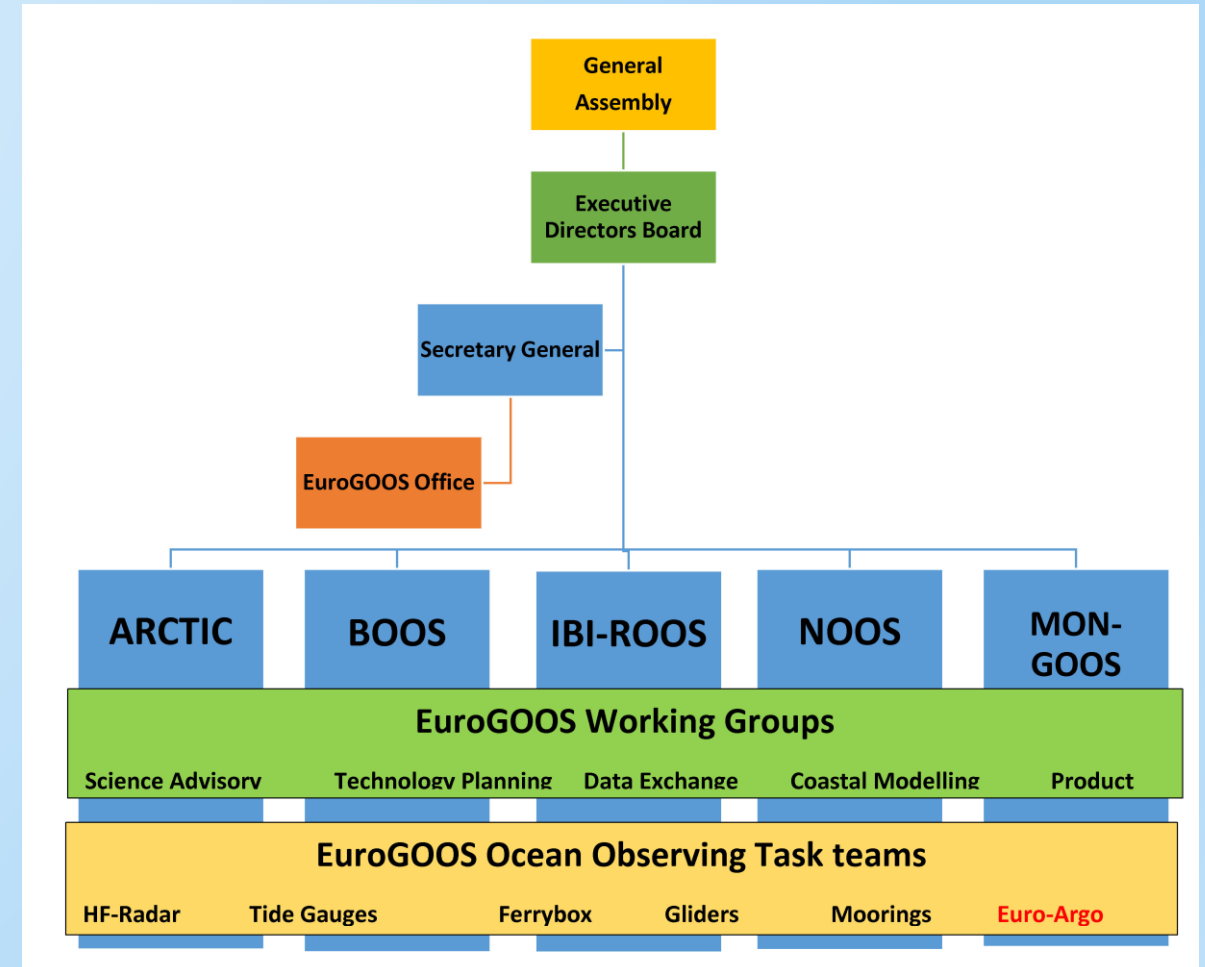 General
Assembly
Executive
Directors Board
Secretary General
EuroGOOS Office
ARCTIC
BOOS
IBI-ROOS
NOOS
MON-
GOOS
EuroGOOS Working Groups
Science Advisory Technology Planning Data Exchange Coastal Modelling Product
EuroGOOS Ocean Observing Task teams
HF-Radar Tide Gauges Ferrybox Gliders Moorings Euro-Argo